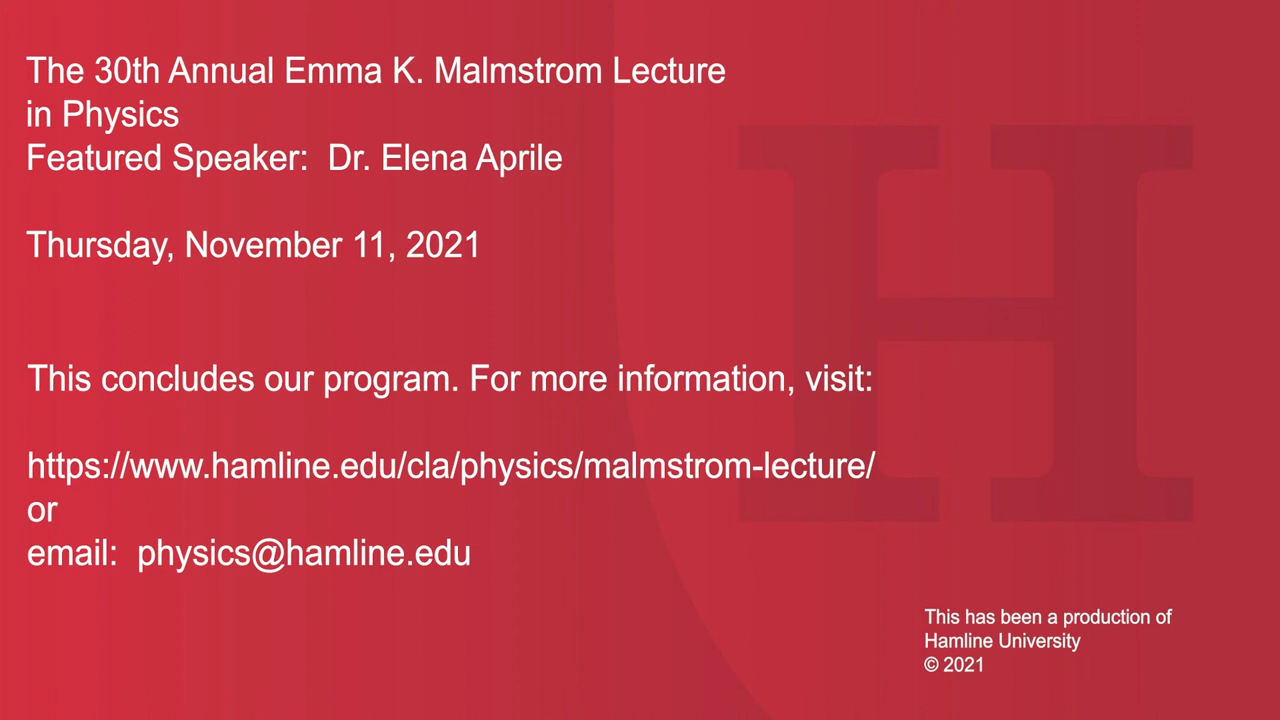 The 30th Annual Emma K. Malmstrom Lecture
in Physics
Featured Speaker:  Dr. Elena Aprile
Thursday, November 11, 2021
This concludes our program. For more information, visit:
https://www.hamline.edu/cla/physics/malmstrom-lecture/
or
email:  physics@hamline.edu
H
This has been a production of
Hamline University
© 2021